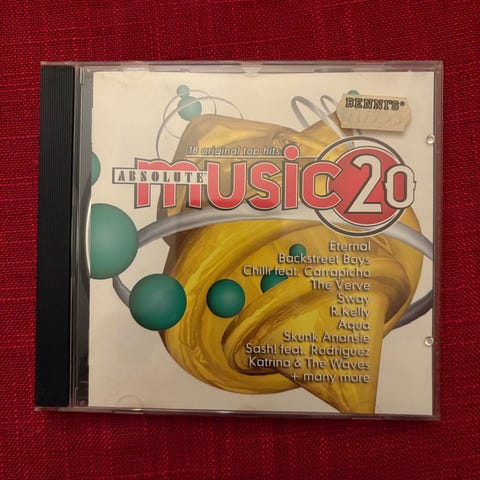 BENNI'S®
18 original top hits
ABSOLUTE
music 20
Eternal
Backstreet Boys
Chilli feat. Carrapicho
The Verve
Sway
R.Kelly
Aqua
Skunk Anansie
Sash! feat. Rodriguez
Katrina & The Waves
+ many more